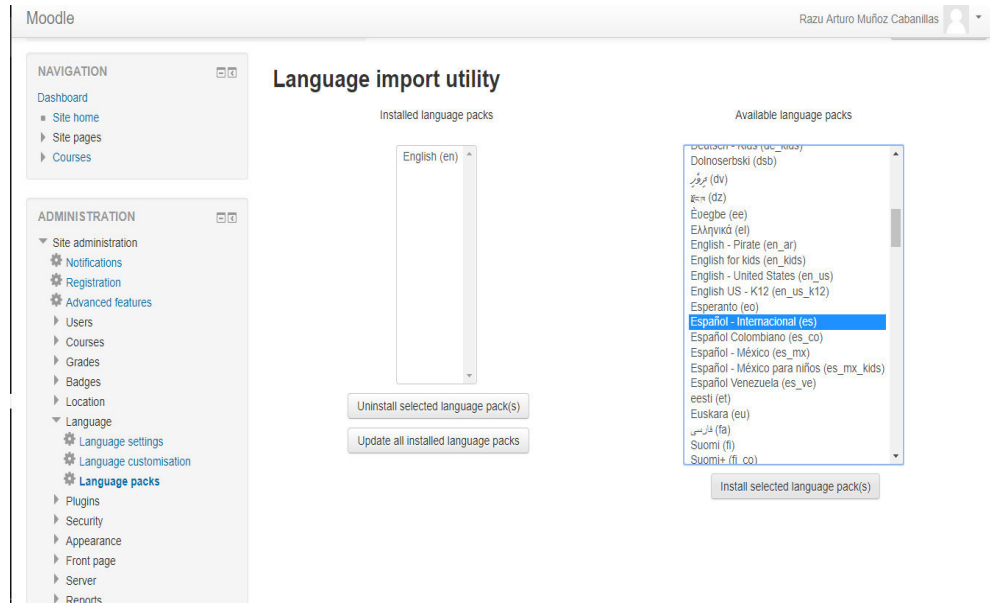 Moodle
Razu Arturo Muñoz Cabanillas
NAVIGATION
Dashboard
Site home
Site pages
Courses
ADMINISTRATION
Site administration
Notifications
Registration
Advanced features
Users
Courses
Grades
Badges
Location
Language
Language settings
Language customisation
Language packs
Plugins
Security
Appearance
Front page
Server
Reports
Language import utility
Installed language packs
English (en)
Uninstall selected language pack(s)
Update all installed language packs
Available language packs
Deutsch - Kids (de_kids)
Dolnoserbski (dsb)
(dv)
(dz)
Èʋegbe (ee)
Ελληνικά (el)
English - Pirate (en_ar)
English for kids (en_kids)
English - United States (en_us)
English US - K12 (en_us_k12)
Esperanto (eo)
Español - Internacional (es)
Español Colombiano (es_co)
Español - México (es_mx)
Español - México para niños (es_mx_kids)
Español Venezuela (es_ve)
eesti (et)
Euskara (eu)
فارسی (fa)
Suomi (fi)
Suomi+ (fi_co)
Install selected language pack(s)